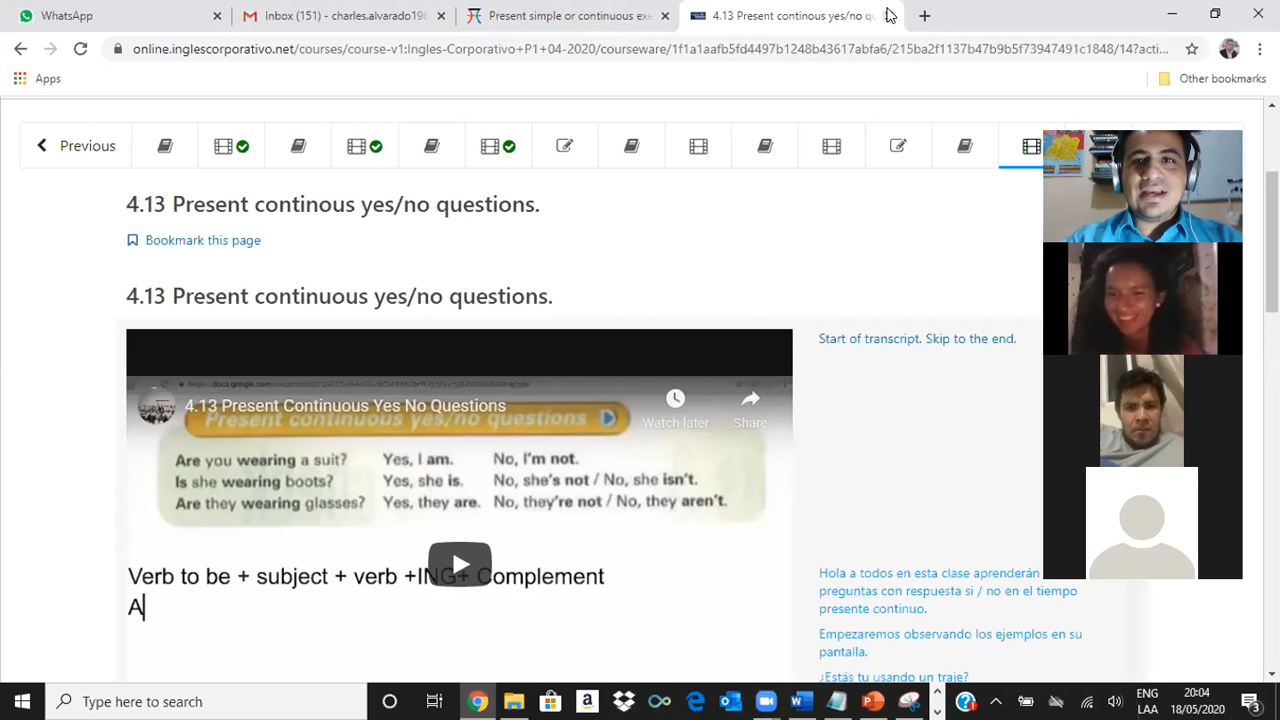 WhatsApp
Inbox (151) - charles.alvarado198
Present simple or continuous exe
4.13 Present continous yes/no qu
online.inglescorporativo.net/courses/course-v1:Ingles-Corporativo+P1+04-2020/courseware/1f1a1aafb5fd4497b1248b43617abfa6/215ba2f1137b47b9b5f73947491c1848/14?acti...
Apps
Other bookmarks
Previous
4.13 Present continous yes/no questions.
Bookmark this page
4.13 Present continuous yes/no questions.
4.13 Present Continuous Yes No Questions
Watch later
Share
Present continuous yes/no questions
Are you wearing a suit? Yes, I am. No, I'm not.
Is she wearing boots? Yes, she is. No, she's not / No, she isn't.
Are they wearing glasses? Yes, they are. No, they're not / No, they aren't.
Verb to be + subject + verb +ING+ Complement
A
Start of transcript. Skip to the end.
Hola a todos en esta clase aprenderán
preguntas con respuesta si / no en el tiempo
presente continuo.
Empezaremos observando los ejemplos en su
pantalla.
¿Estás tu usando un traje?
Type here to search
ENG
LAA
20:04
18/05/2020
3